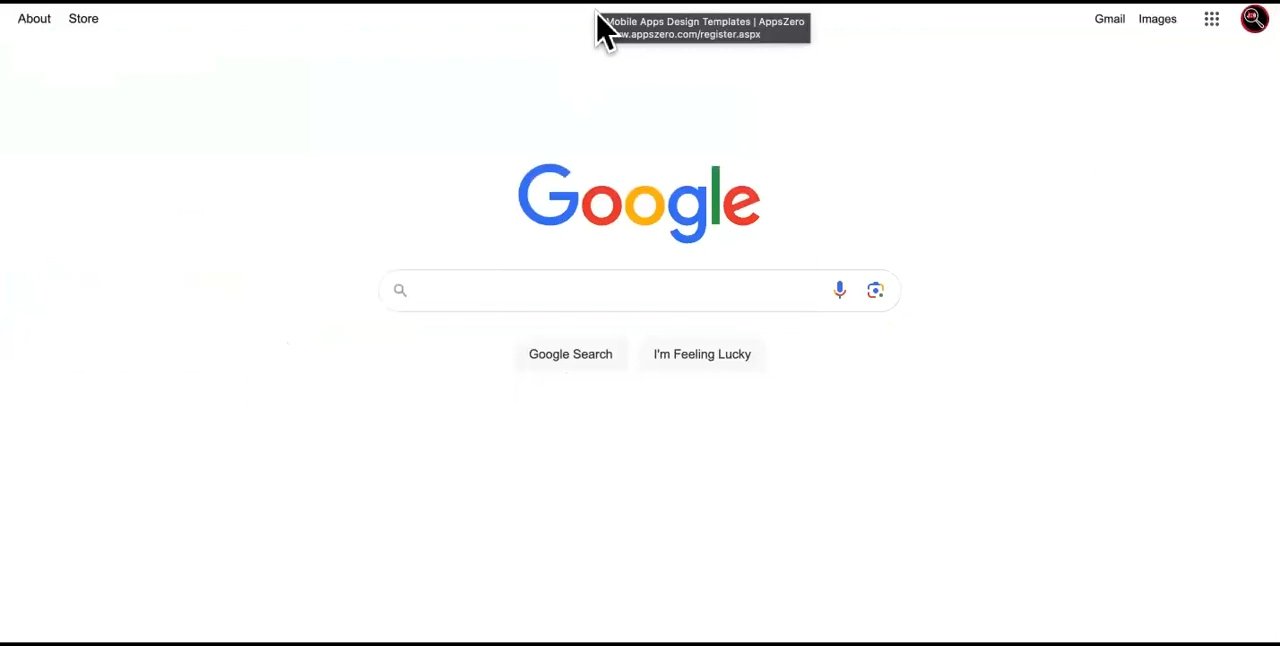 About Store
Mobile Apps Design Templates | AppsZero
.appszero.com/register.aspx
Gmail Images
Google
Google Search I'm Feeling Lucky